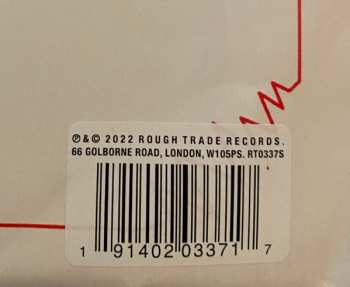 ℗ & © 2022 ROUGH TRADE RECORDS.
66 GOLBORNE ROAD, LONDON, W105PS. RT0337S
1 91402 03371 7